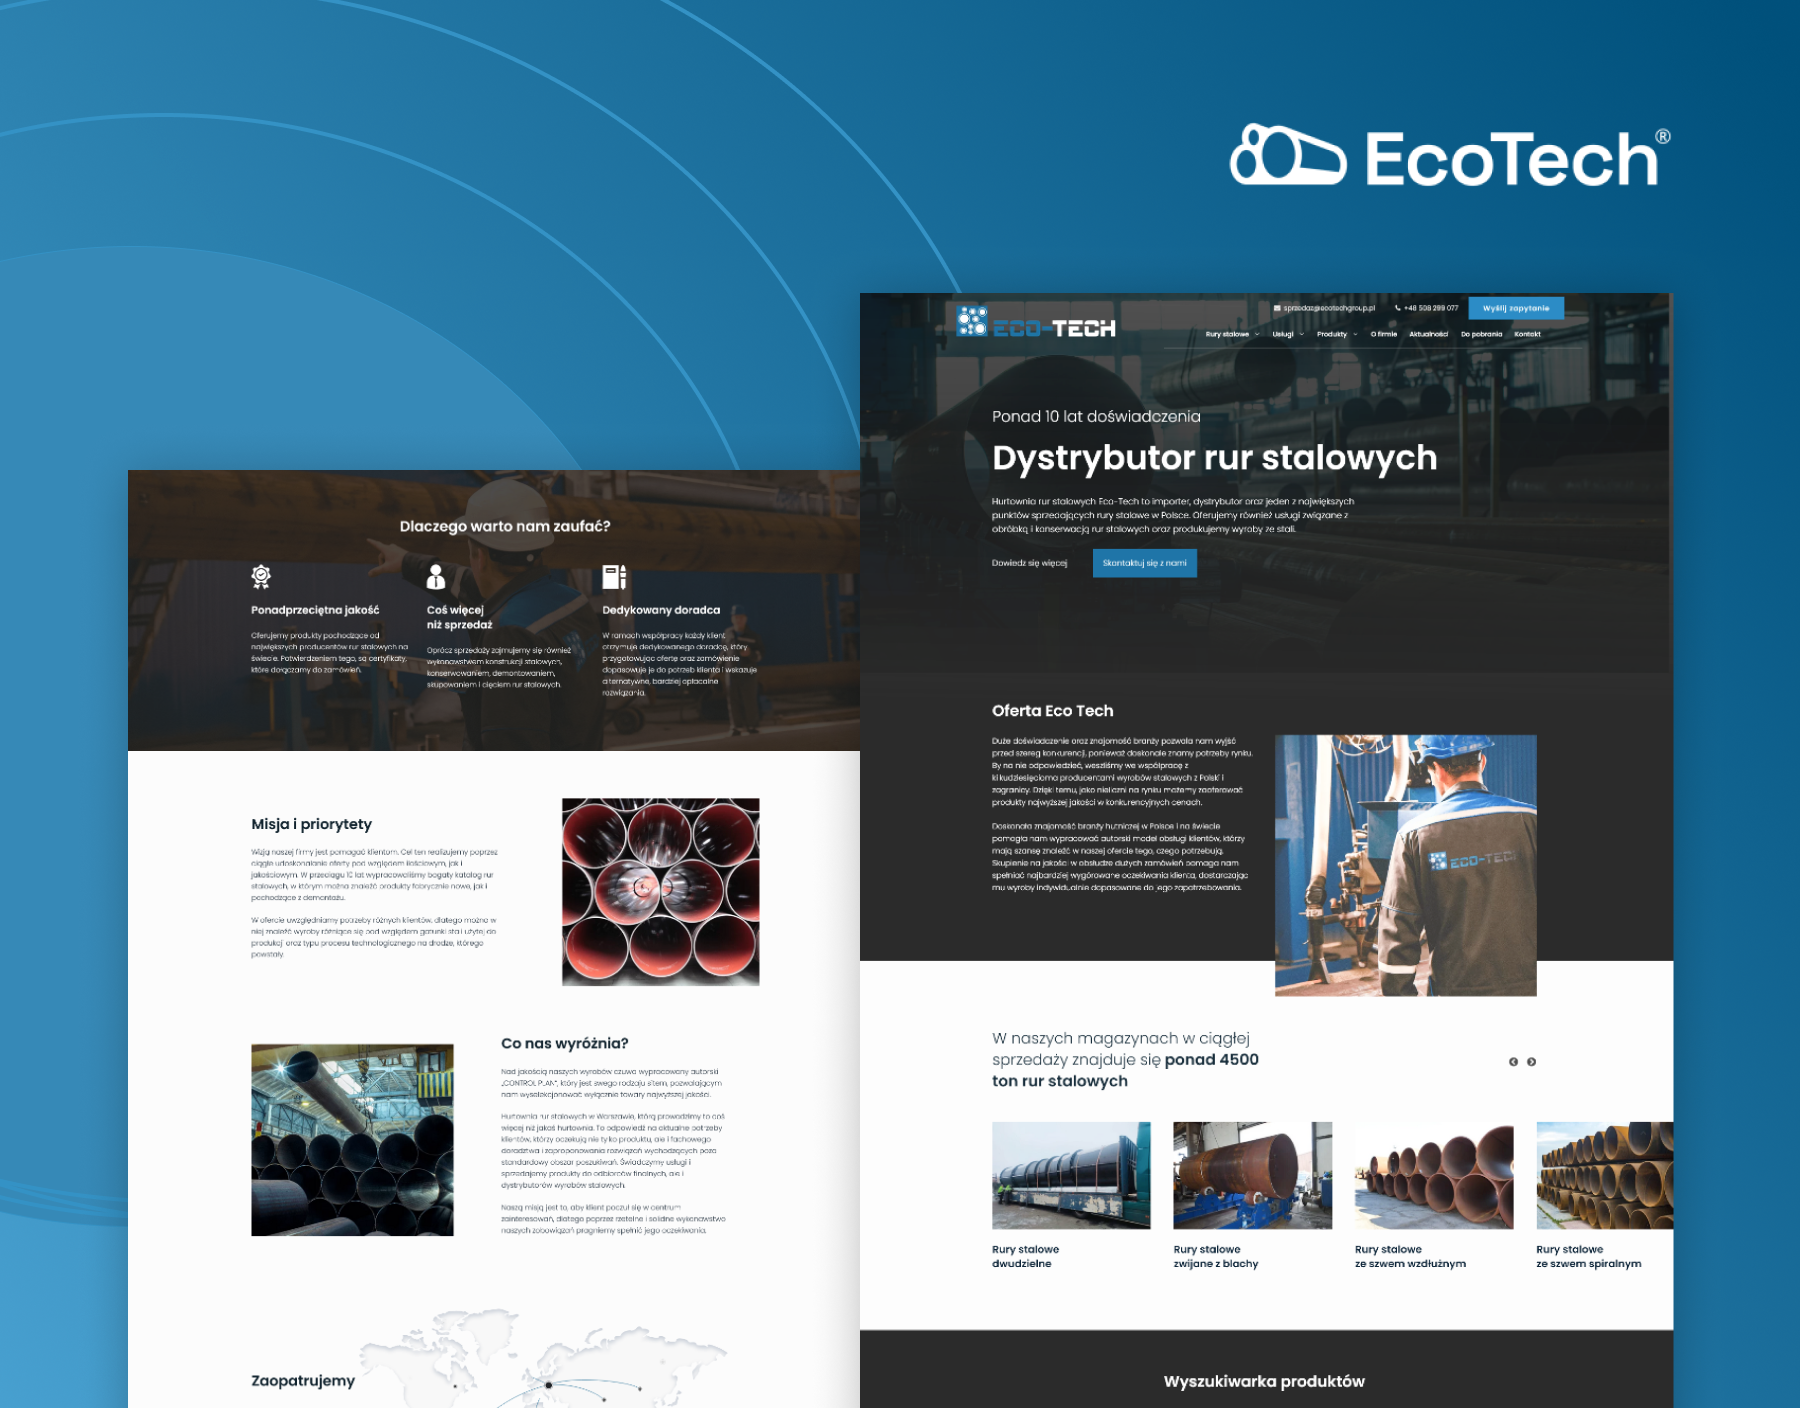 EcoTech®
ECO-TECH
sprzedaz@ecotechgroup.pl
+48 508 299 077
Wyślij zapytanie
Rury stalowe
Usługi
Produkty
O firmie
Aktualności
Do pobrania
Kontakt
Ponad 10 lat doświadczenia
Dystrybutor rur stalowych
Hurtownia rur stalowych Eco-Tech to importer, dystrybutor oraz jeden z największych
punktów sprzedających rury stalowe w Polsce. Oferujemy również usługi związane z
obróbką i konserwacją rur stalowych oraz produkujemy wyroby ze stali.
Dowiedz się więcej
Skontaktuj się z nami
Oferta Eco Tech
Duże doświadczenie oraz znajomość branży pozwala nam wyjść
przed szereg konkurencji, ponieważ doskonale znamy potrzeby rynku.
By na nie odpowiedzieć, weszliśmy we współpracę z
kilkudziesięcioma producentami wyrobów stalowych z Polski i
zagranicy. Dzięki temu, jako nieliczni na rynku możemy zaoferować
produkty najwyższej jakości w konkurencyjnych cenach.
Doskonała znajomość branży hutniczej w Polsce i na świecie
pomogła nam wypracować autorski model obsługi klientów, którzy
mają szansę znaleźć w naszej ofercie tego, czego potrzebują.
Skupienie na jakości w obsłudze dużych zamówień pomaga nam
spełniać najbardziej wygórowane oczekiwania klienta, dostarczając
mu wyroby indywidualnie dopasowane do jego zapotrzebowania.
ECO-TECH
W naszych magazynach w ciągłej
sprzedaży znajduje się ponad 4500
ton rur stalowych
Rury stalowe
dwudzielne
Rury stalowe
zwijane z blachy
Rury stalowe
ze szwem wzdłużnym
Rury stalowe
ze szwem spiralnym
Wyszukiwarka produktów
Dlaczego warto nam zaufać?
Ponadprzeciętna jakość
Oferujemy produkty pochodzące od
największych producentów rur stalowych na
świecie. Potwierdzeniem tego, są certyfikaty,
które dołączamy do zamówień.
Coś więcej
niż sprzedaż
Oprócz sprzedaży zajmujemy się również
wykonawstwem konstrukcji stalowych,
konserwowaniem, demontowaniem,
skupowaniem i cięciem rur stalowych.
Dedykowany doradca
W ramach współpracy każdy klient
otrzymuje dedykowanego doradcę, który
przygotowując ofertę oraz zamówienie
dopasowuje je do potrzeb klienta i wskazuje
alternatywne, bardziej opłacalne
rozwiązania.
Misja i priorytety
Wizją naszej firmy jest pomagać klientom. Cel ten realizujemy poprzez
ciągłe udoskonalanie oferty pod względem ilościowym, jak i
jakościowym. W przeciągu 10 lat wypracowaliśmy bogaty katalog rur
stalowych, w którym można znaleźć produkty fabrycznie nowe, jak i
pochodzące z demontażu.
W ofercie uwzględniamy potrzeby różnych klientów, dlatego można w
niej znaleźć wyroby różniące się pod względem gatunki stali użytej do
produkcji oraz typu procesu technologicznego na drodze, którego
powstały.
Co nas wyróżnia?
Nad jakością naszych wyrobów czuwa wypracowany autorski
„CONTROL PLAN”, który jest swego rodzaju sitem, pozwalającym
nam wyselekcjonować wyłącznie towary najwyższej jakości.
Hurtownia rur stalowych w Warszawie, którą prowadzimy to coś
więcej niż jakaś hurtownia. To odpowiedź na aktualne potrzeby
klientów, którzy oczekują nie tylko produktu, ale i fachowego
doradztwa i zaproponowania rozwiązań wychodzących poza
standardowy obszar poszukiwań. Świadczymy usługi i
sprzedajemy produkty do odbiorców finalnych, ale i
dystrybutorów wyrobów stalowych.
Naszą misją jest to, aby klient poczuł się w centrum
zainteresowań, dlatego poprzez rzetelne i solidne wykonawstwo
naszych zobowiązań pragniemy spełnić jego oczekiwania.
Zaopatrujemy